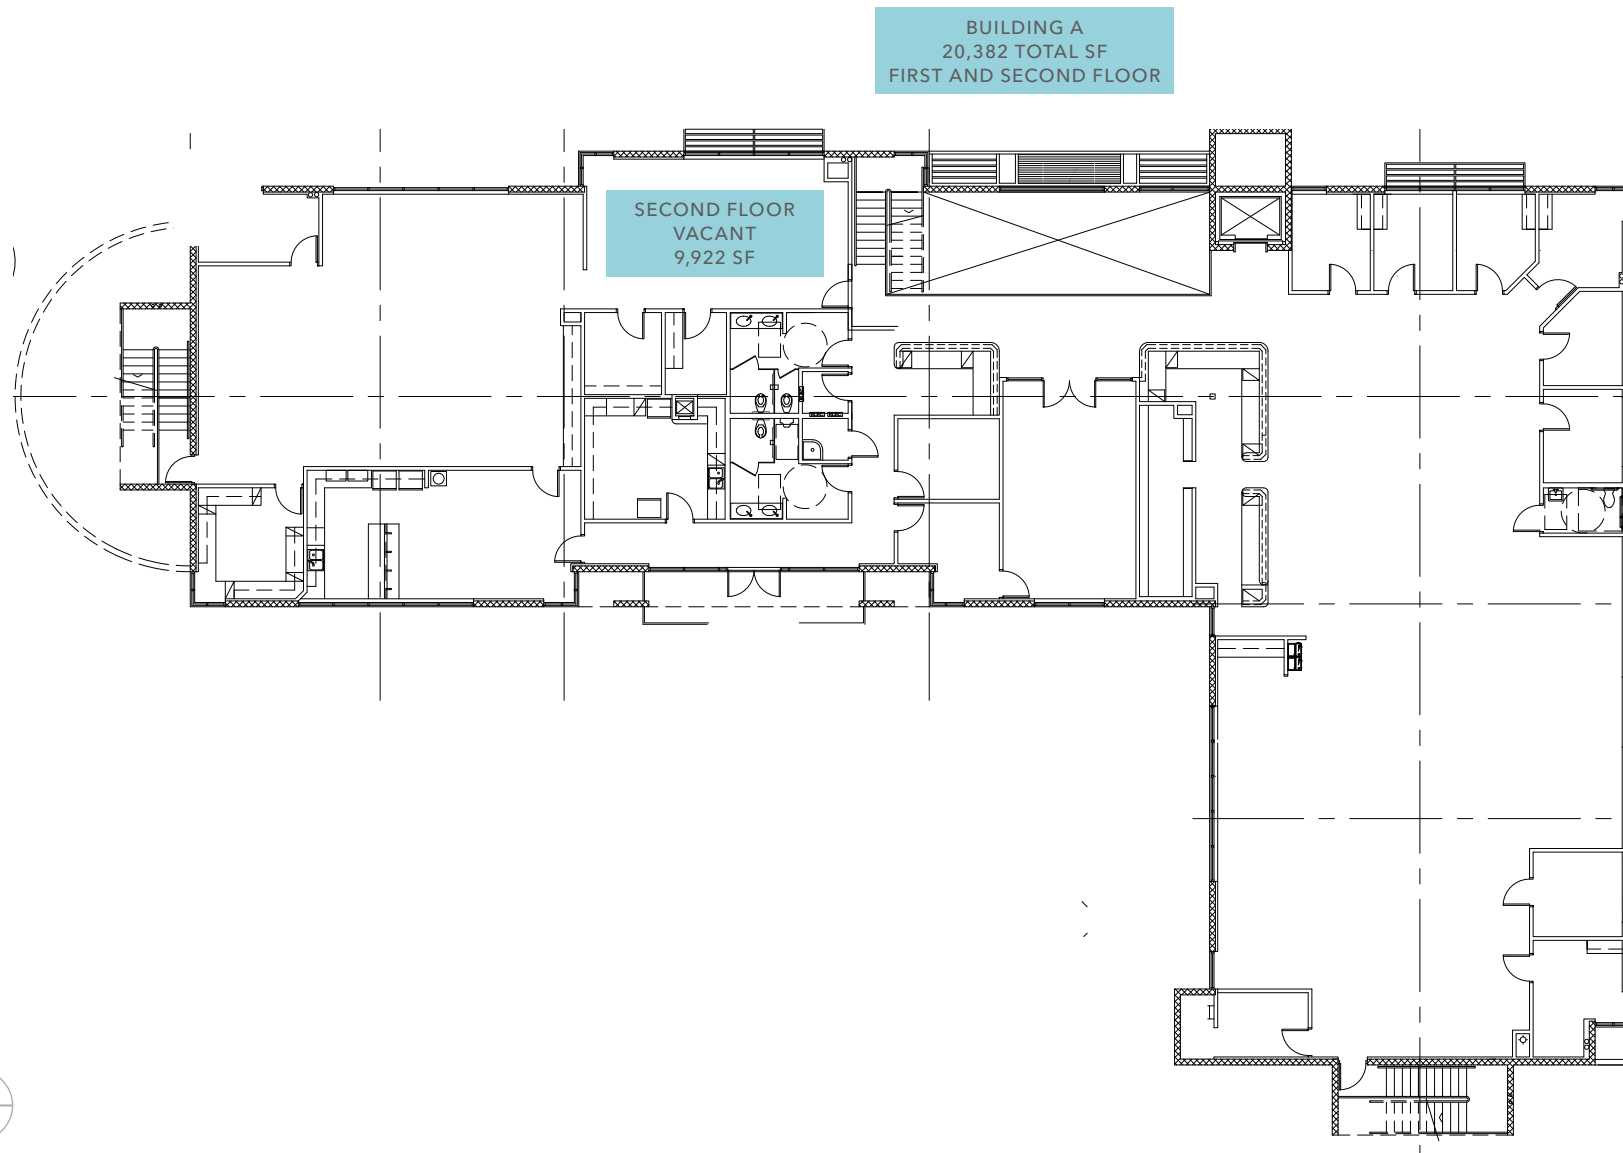 BUILDING A
20,382 TOTAL SF
FIRST AND SECOND FLOOR
SECOND FLOOR
VACANT
9,922 SF